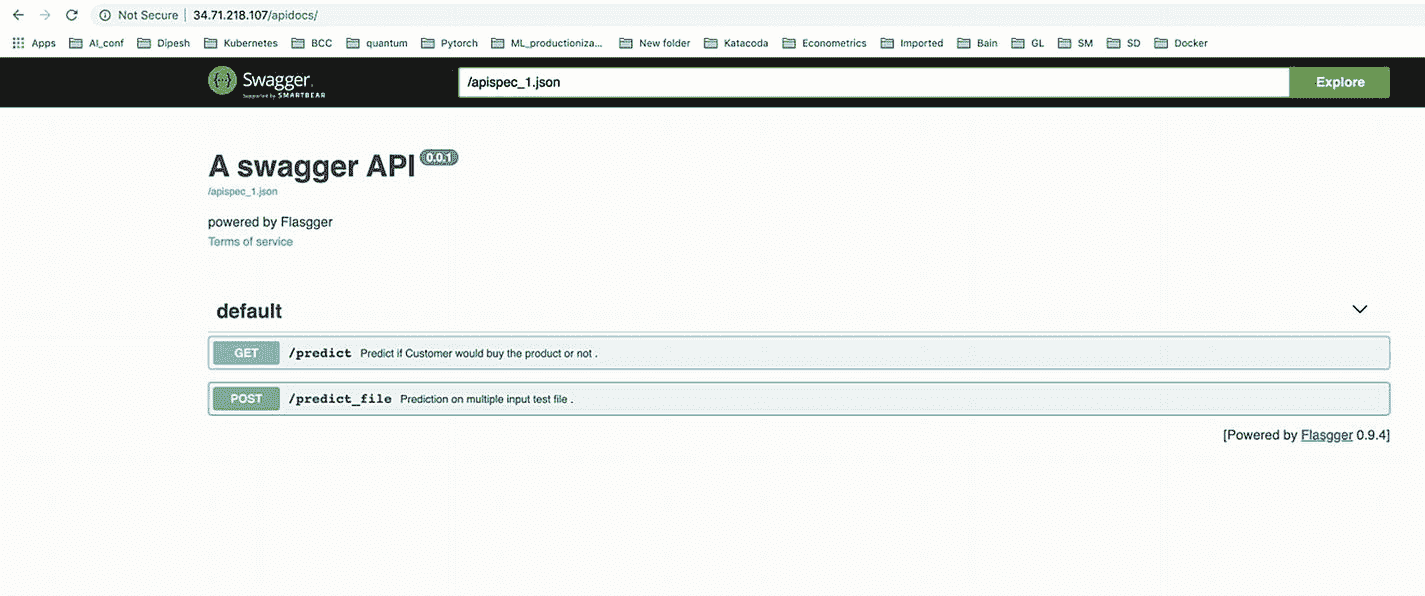 Not Secure | 34.71.218.107/apidocs/
Apps AI_conf Dipesh Kubernetes BCC quantum Pytorch ML_productioniza... New folder Katacoda Econometrics Imported Bain GL SM SD Docker
{...} Swagger. /apispec_1.json Explore
Supported by SMARTBEAR
A swagger API 0.0.1
/apispec_1.json
powered by Flasgger
Terms of service
default
GET /predict Predict if Customer would buy the product or not .
POST /predict_file Prediction on multiple input test file .
[Powered by Flasgger 0.9.4]